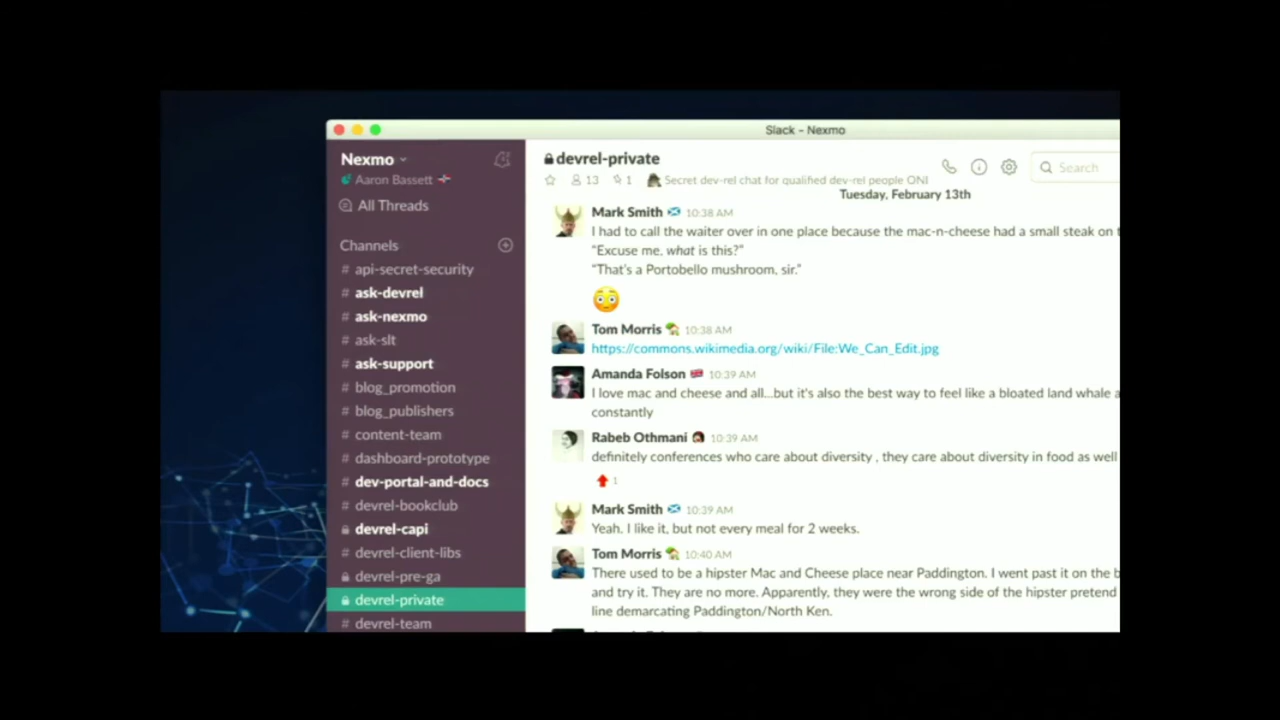 Slack – Nexmo
Nexmo
Aaron Bassett
All Threads
Channels
# api-secret-security
# ask-devrel
# ask-nexmo
# ask-slt
# ask-support
# blog_promotion
# blog_publishers
# content-team
# dashboard-prototype
# dev-portal-and-docs
# devrel-bookclub
devrel-capi
# devrel-client-libs
devrel-pre-ga
devrel-private
# devrel-team
devrel-private
13 1 Secret dev-rel chat for qualified dev-rel people ONl
Search
Tuesday, February 13th
Mark Smith 10:38 AM
I had to call the waiter over in one place because the mac-n-cheese had a small steak on
“Excuse me, what is this?”
“That’s a Portobello mushroom, sir.”
Tom Morris 10:38 AM
https://commons.wikimedia.org/wiki/File:We_Can_Edit.jpg
Amanda Folson 10:39 AM
I love mac and cheese and all...but it's also the best way to feel like a bloated land whale
constantly
Rabeb Othmani 10:39 AM
definitely conferences who care about diversity , they care about diversity in food as well
1
Mark Smith 10:39 AM
Yeah. I like it, but not every meal for 2 weeks.
Tom Morris 10:40 AM
There used to be a hipster Mac and Cheese place near Paddington. I went past it on the
and try it. They are no more. Apparently, they were the wrong side of the hipster pretend
line demarcating Paddington/North Ken.